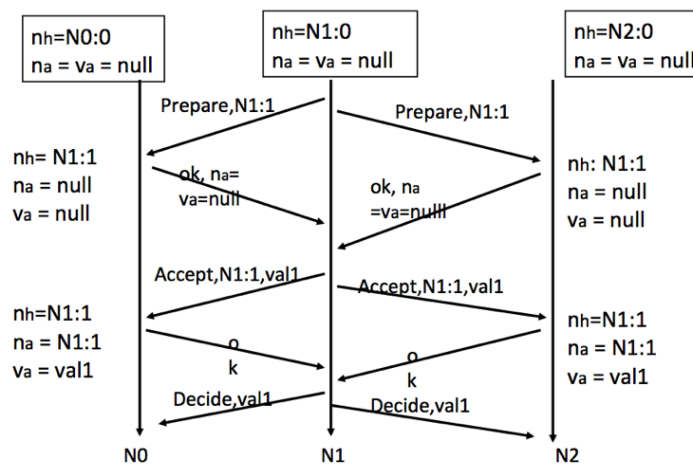 nh=N0:0
na = va = null
nh=N1:0
na = va = null
nh=N2:0
na = va = null
Prepare,N1:1
Prepare,N1:1
nh= N1:1
na = null
va = null
ok, na=
va=null
ok, na
=va=nulll
nh: N1:1
na = null
va = null
Accept,N1:1,val1
Accept,N1:1,val1
nh=N1:1
na = N1:1
va = val1
o
k
o
k
nh=N1:1
na = N1:1
va = val1
Decide,val1
Decide,val1
N0
N1
N2